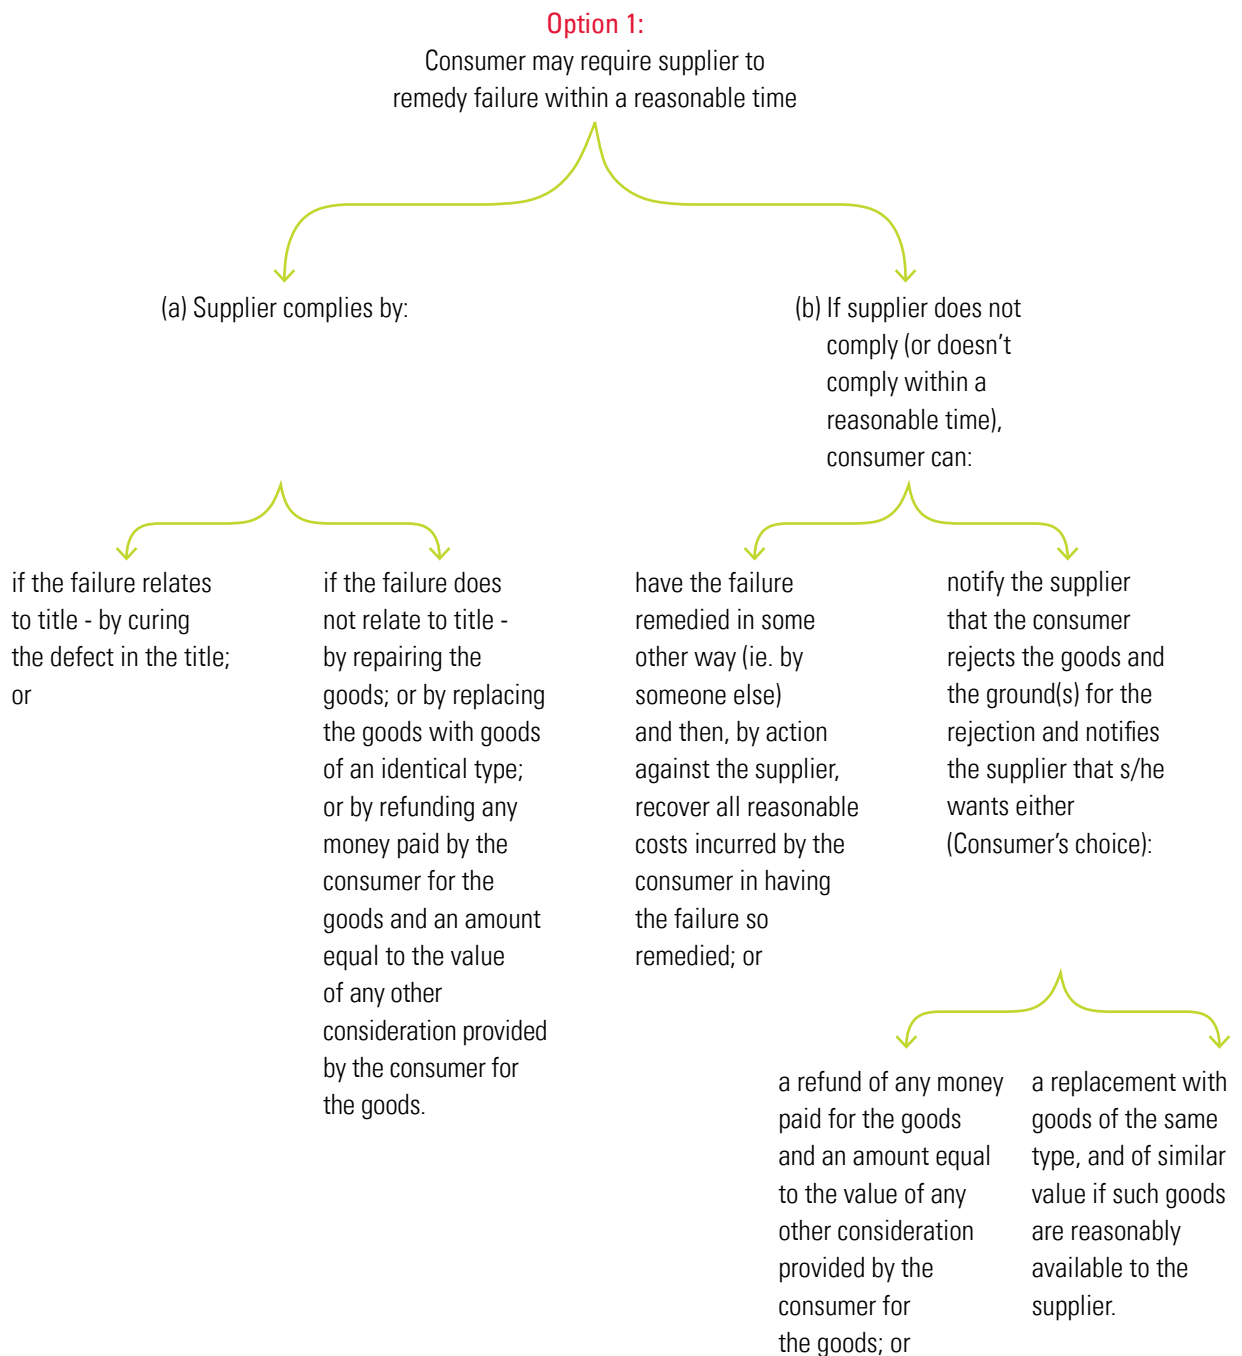 Option 1:
Consumer may require supplier to
remedy failure within a reasonable time
(a) Supplier complies by:
(b) If supplier does not
comply (or doesn’t
comply within a
reasonable time),
consumer can:
if the failure relates
to title - by curing
the defect in the title;
or
if the failure does
not relate to title -
by repairing the
goods; or by replacing
the goods with goods
of an identical type;
or by refunding any
money paid by the
consumer for the
goods and an amount
equal to the value
of any other
consideration provided
by the consumer for
the goods.
have the failure
remedied in some
other way (ie. by
someone else)
and then, by action
against the supplier,
recover all reasonable
costs incurred by the
consumer in having
the failure so
remedied; or
notify the supplier
that the consumer
rejects the goods and
the ground(s) for the
rejection and notifies
the supplier that s/he
wants either
(Consumer’s choice):
a refund of any money
paid for the goods
and an amount equal
to the value of any
other consideration
provided by the
consumer for
the goods; or
a replacement with
goods of the same
type, and of similar
value if such goods
are reasonably
available to the
supplier.